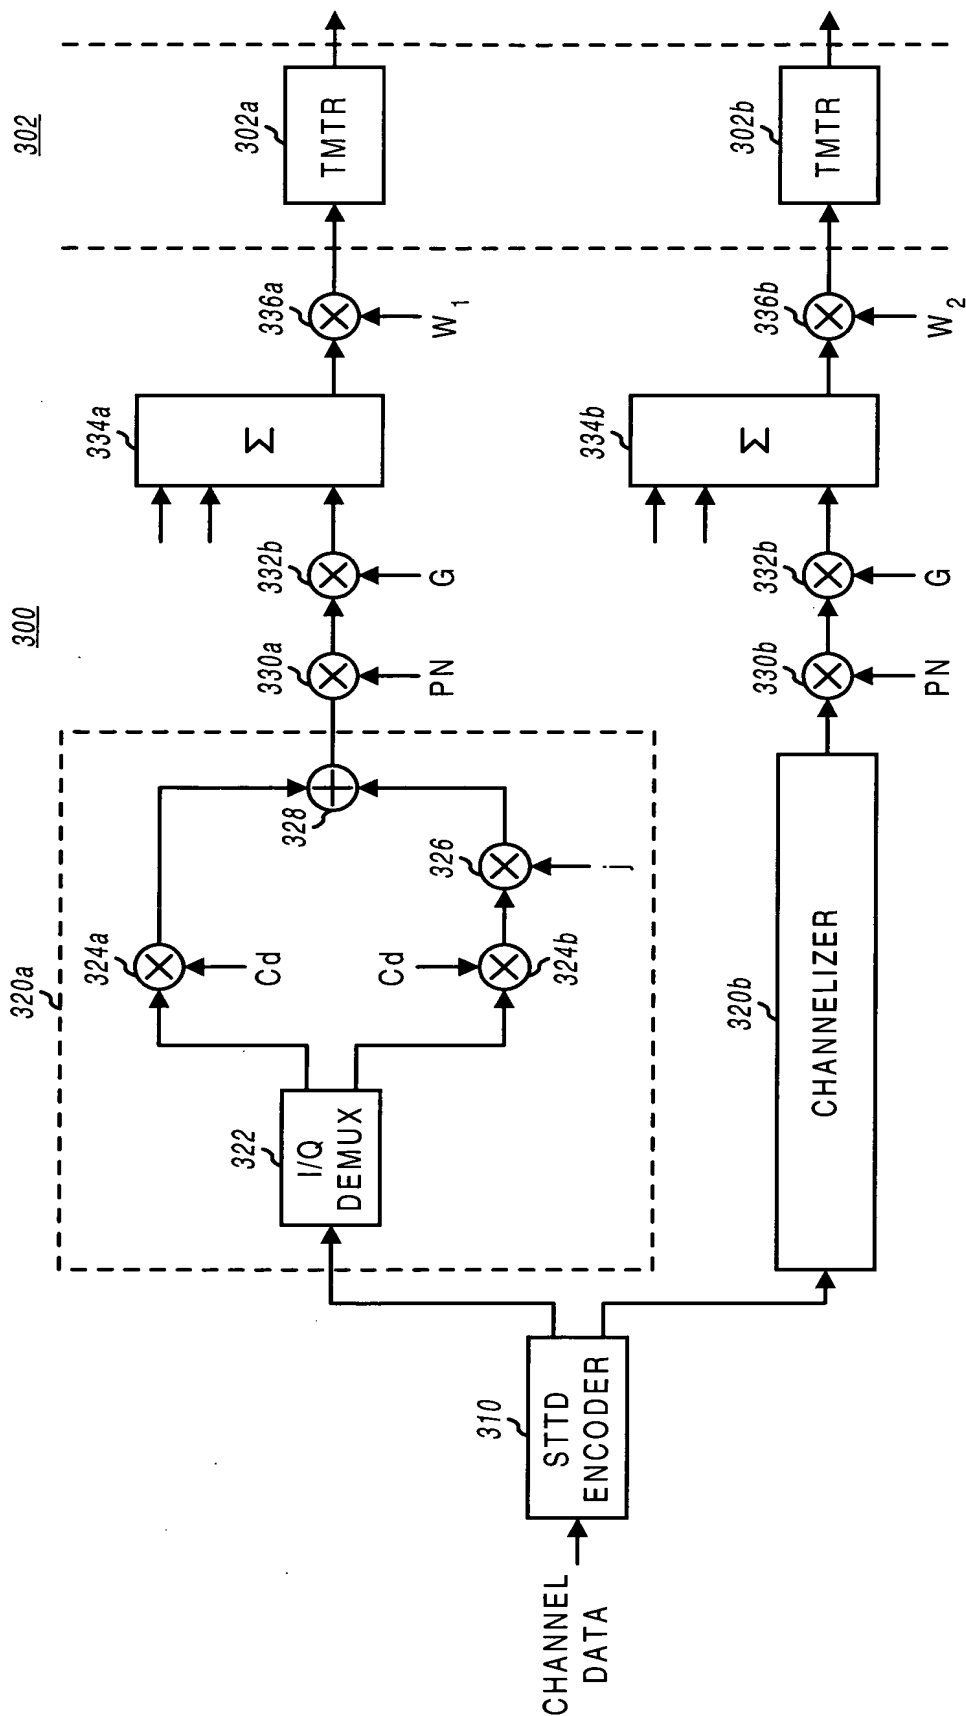 300
302
320a
324a
Cd
322
I/Q
DEMUX
Cd
324b
326
j
328
330a
PN
332b
G
334a
Σ
336a
W1
302a
TMTR
CHANNEL
DATA
310
STTD
ENCODER
320b
CHANNELIZER
330b
PN
332b
G
334b
Σ
336b
W2
302b
TMTR